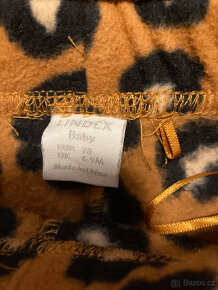 LINDEX
Baby
EUR 74
UK 6-9M
Made in China
Bazos.cz